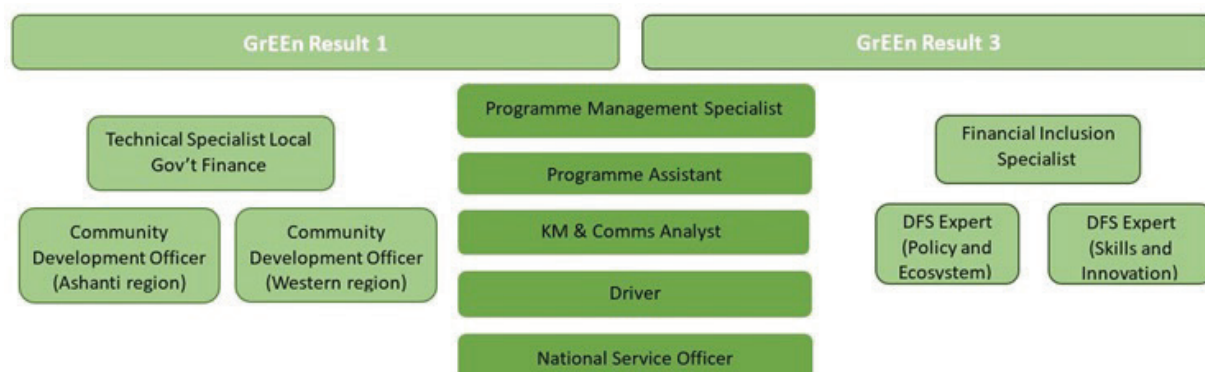 GrEEn Result 1
GrEEn Result 3
Technical Specialist Local
Gov't Finance
Community
Development Officer
(Ashanti region)
Community
Development Officer
(Western region)
Programme Management Specialist
Programme Assistant
KM & Comms Analyst
Driver
National Service Officer
Financial Inclusion
Specialist
DFS Expert
(Policy and
Ecosystem)
DFS Expert
(Skills and
Innovation)